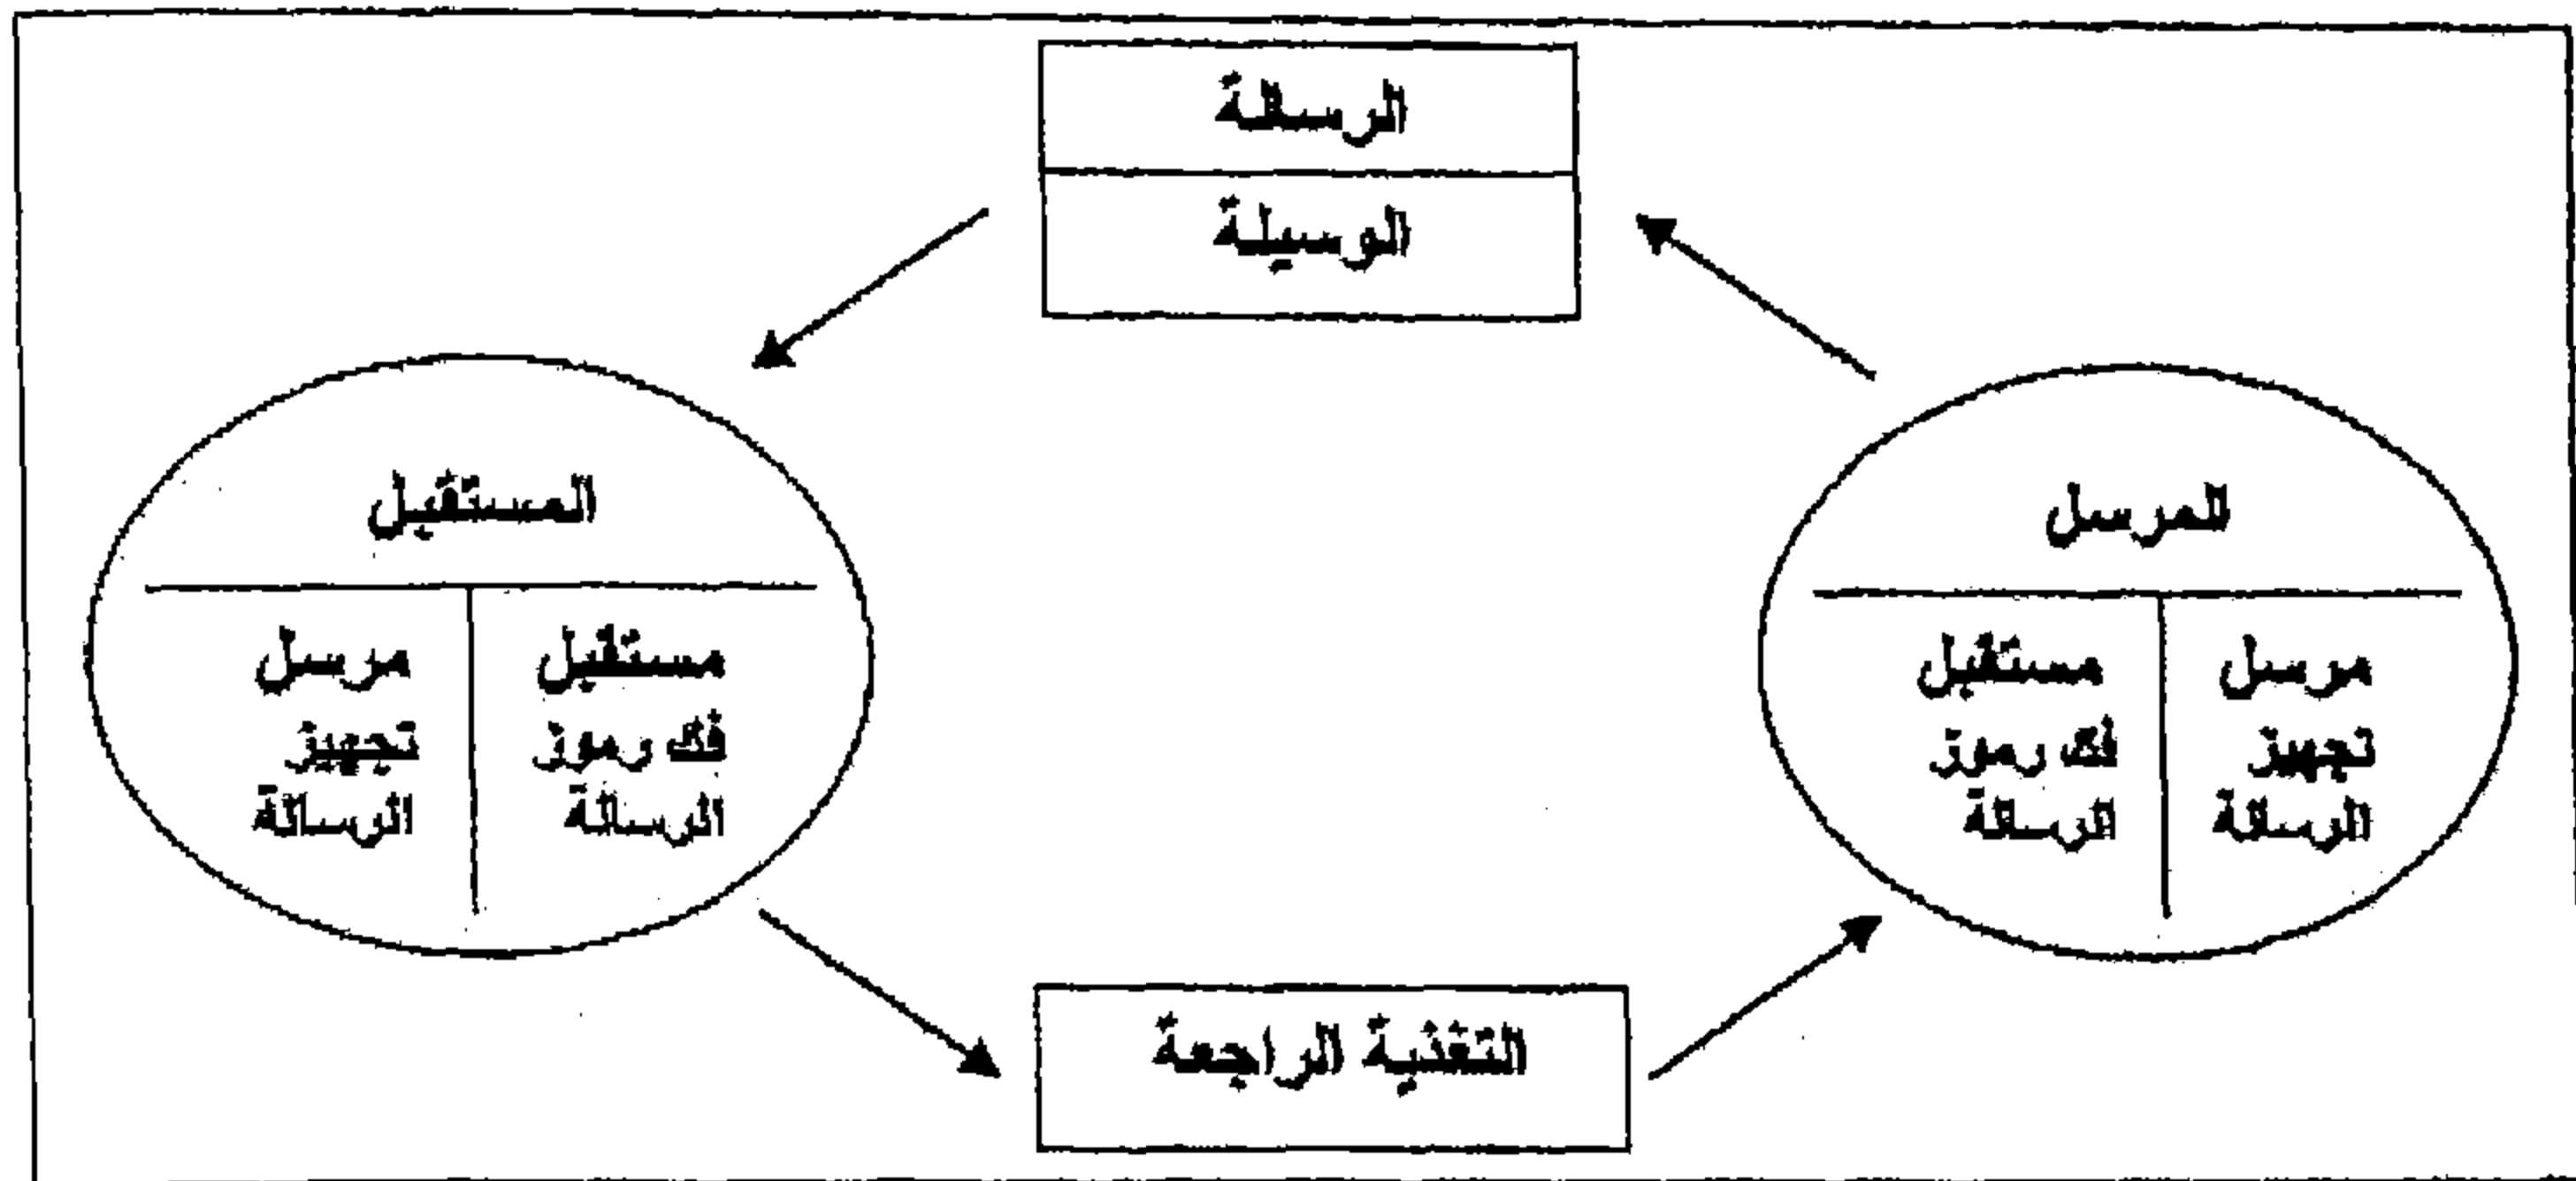 الرسالة
الوسيلة
المرسل
مرسل
تجهيز
الرسالة
مستقبل
فك رموز
الرسالة
المستقبل
مستقبل
فك رموز
الرسالة
مرسل
تجهيز
الرسالة
التغذية الراجعة